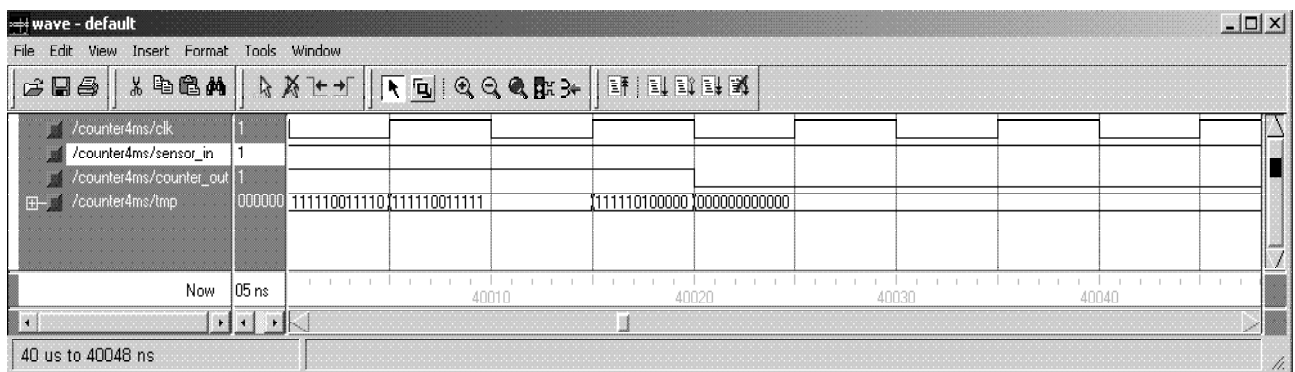 wave - default
File Edit View Insert Format Tools Window
/counter4ms/clk 1
/counter4ms/sensor_in 1
/counter4ms/counter_out 1
/counter4ms/tmp 000000 111110011110 111110011111 111110100000 000000000000
Now 05 ns 40010 40020 40030 40040
40 us to 40048 ns